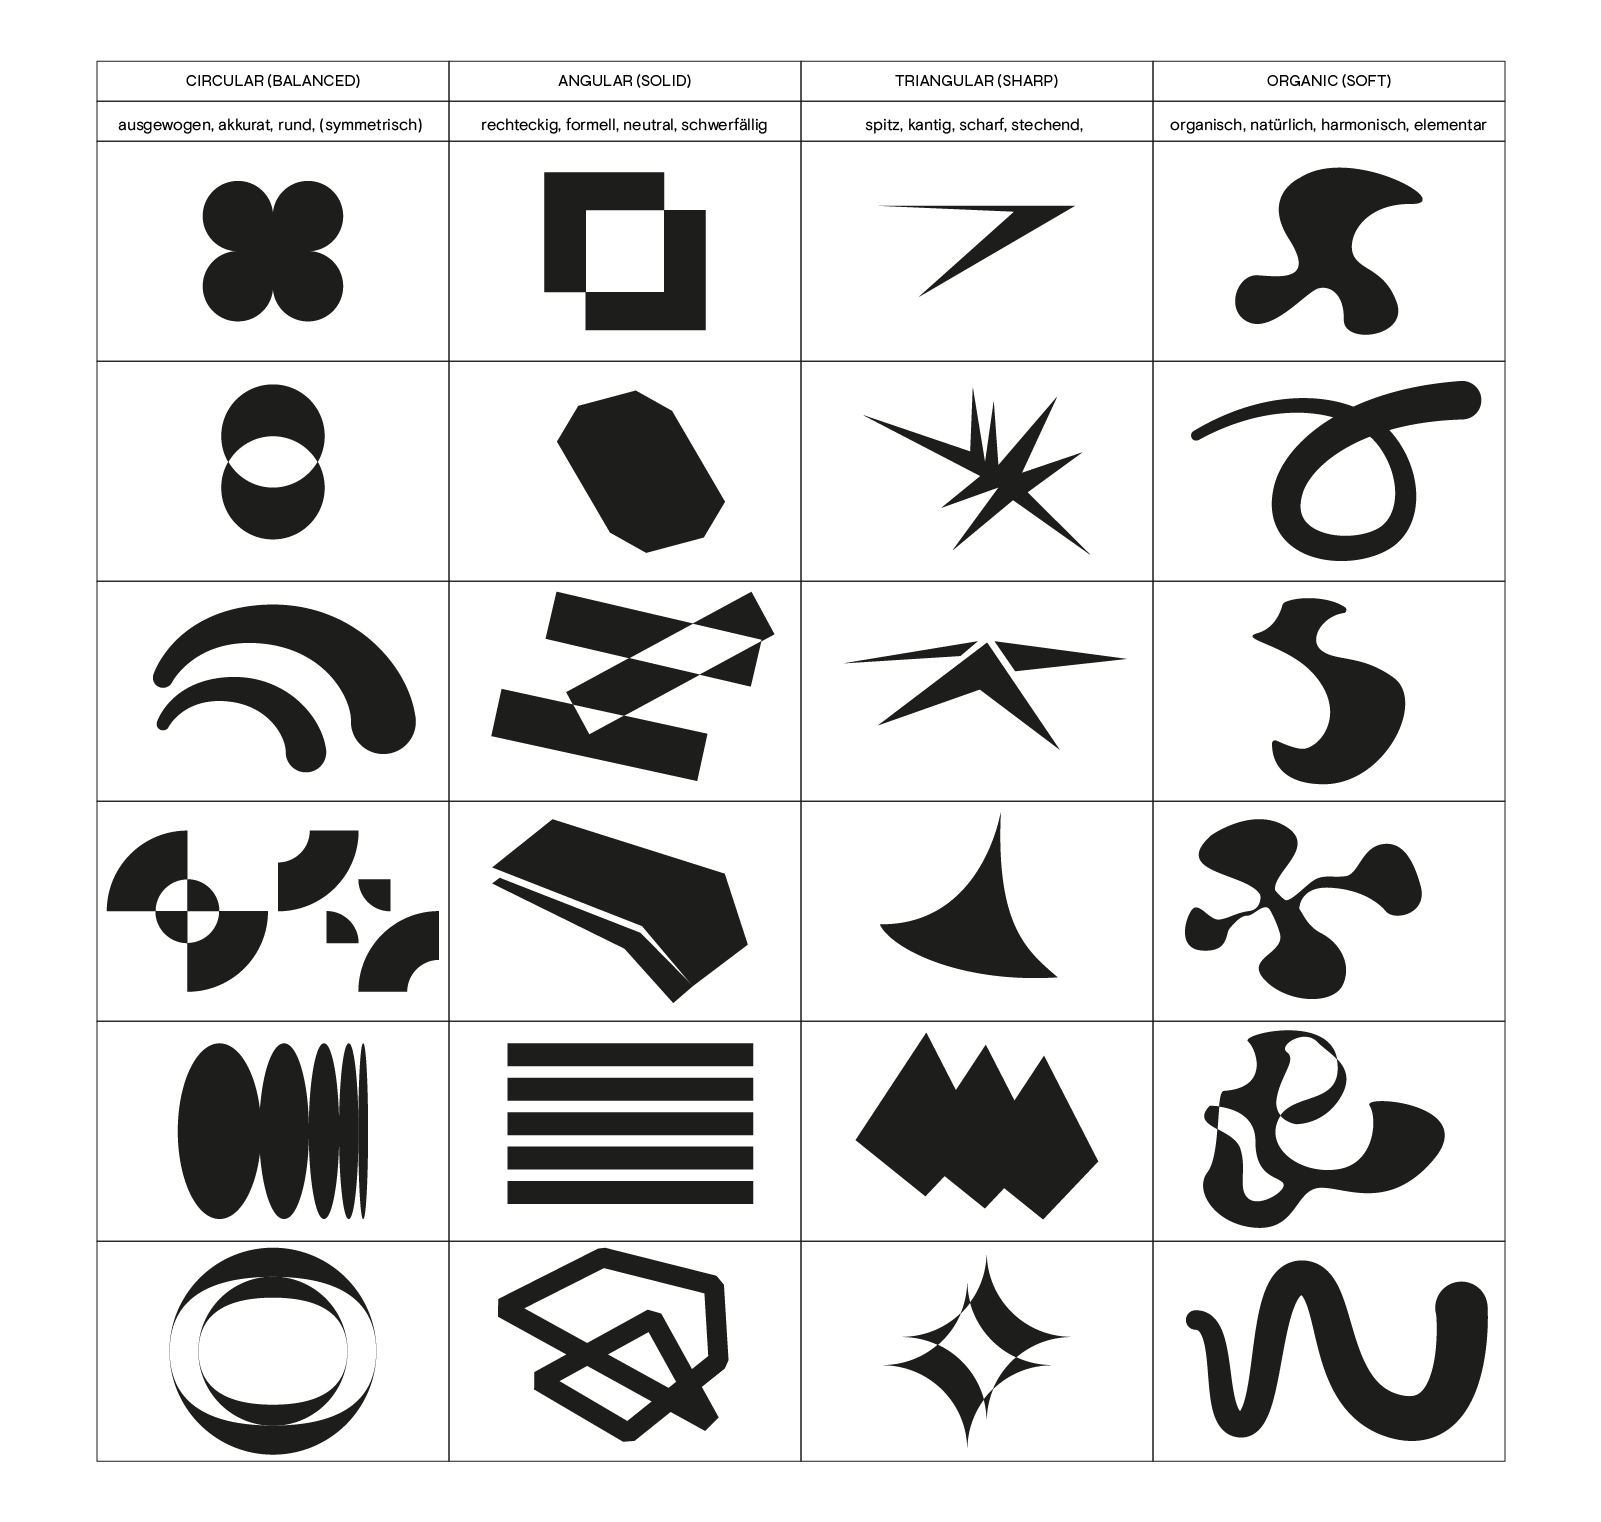 CIRCULAR (BALANCED)
ANGULAR (SOLID)
TRIANGULAR (SHARP)
ORGANIC (SOFT)
ausgewogen, akkurat, rund, (symmetrisch)
rechteckig, formell, neutral, schwerfällig
spitz, kantig, scharf, stechend,
organisch, natürlich, harmonisch, elementar